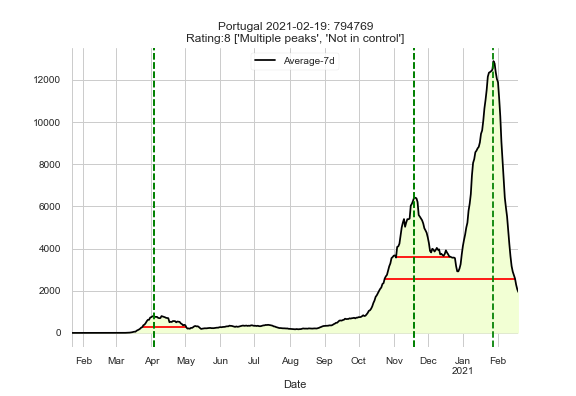 Portugal 2021-02-19: 794769
Rating:8 ['Multiple peaks', 'Not in control']
Average-7d
12000
10000
8000
6000
4000
2000
0
Feb Mar Apr May Jun Jul Aug Sep Oct Nov Dec Jan Feb
2021
Date